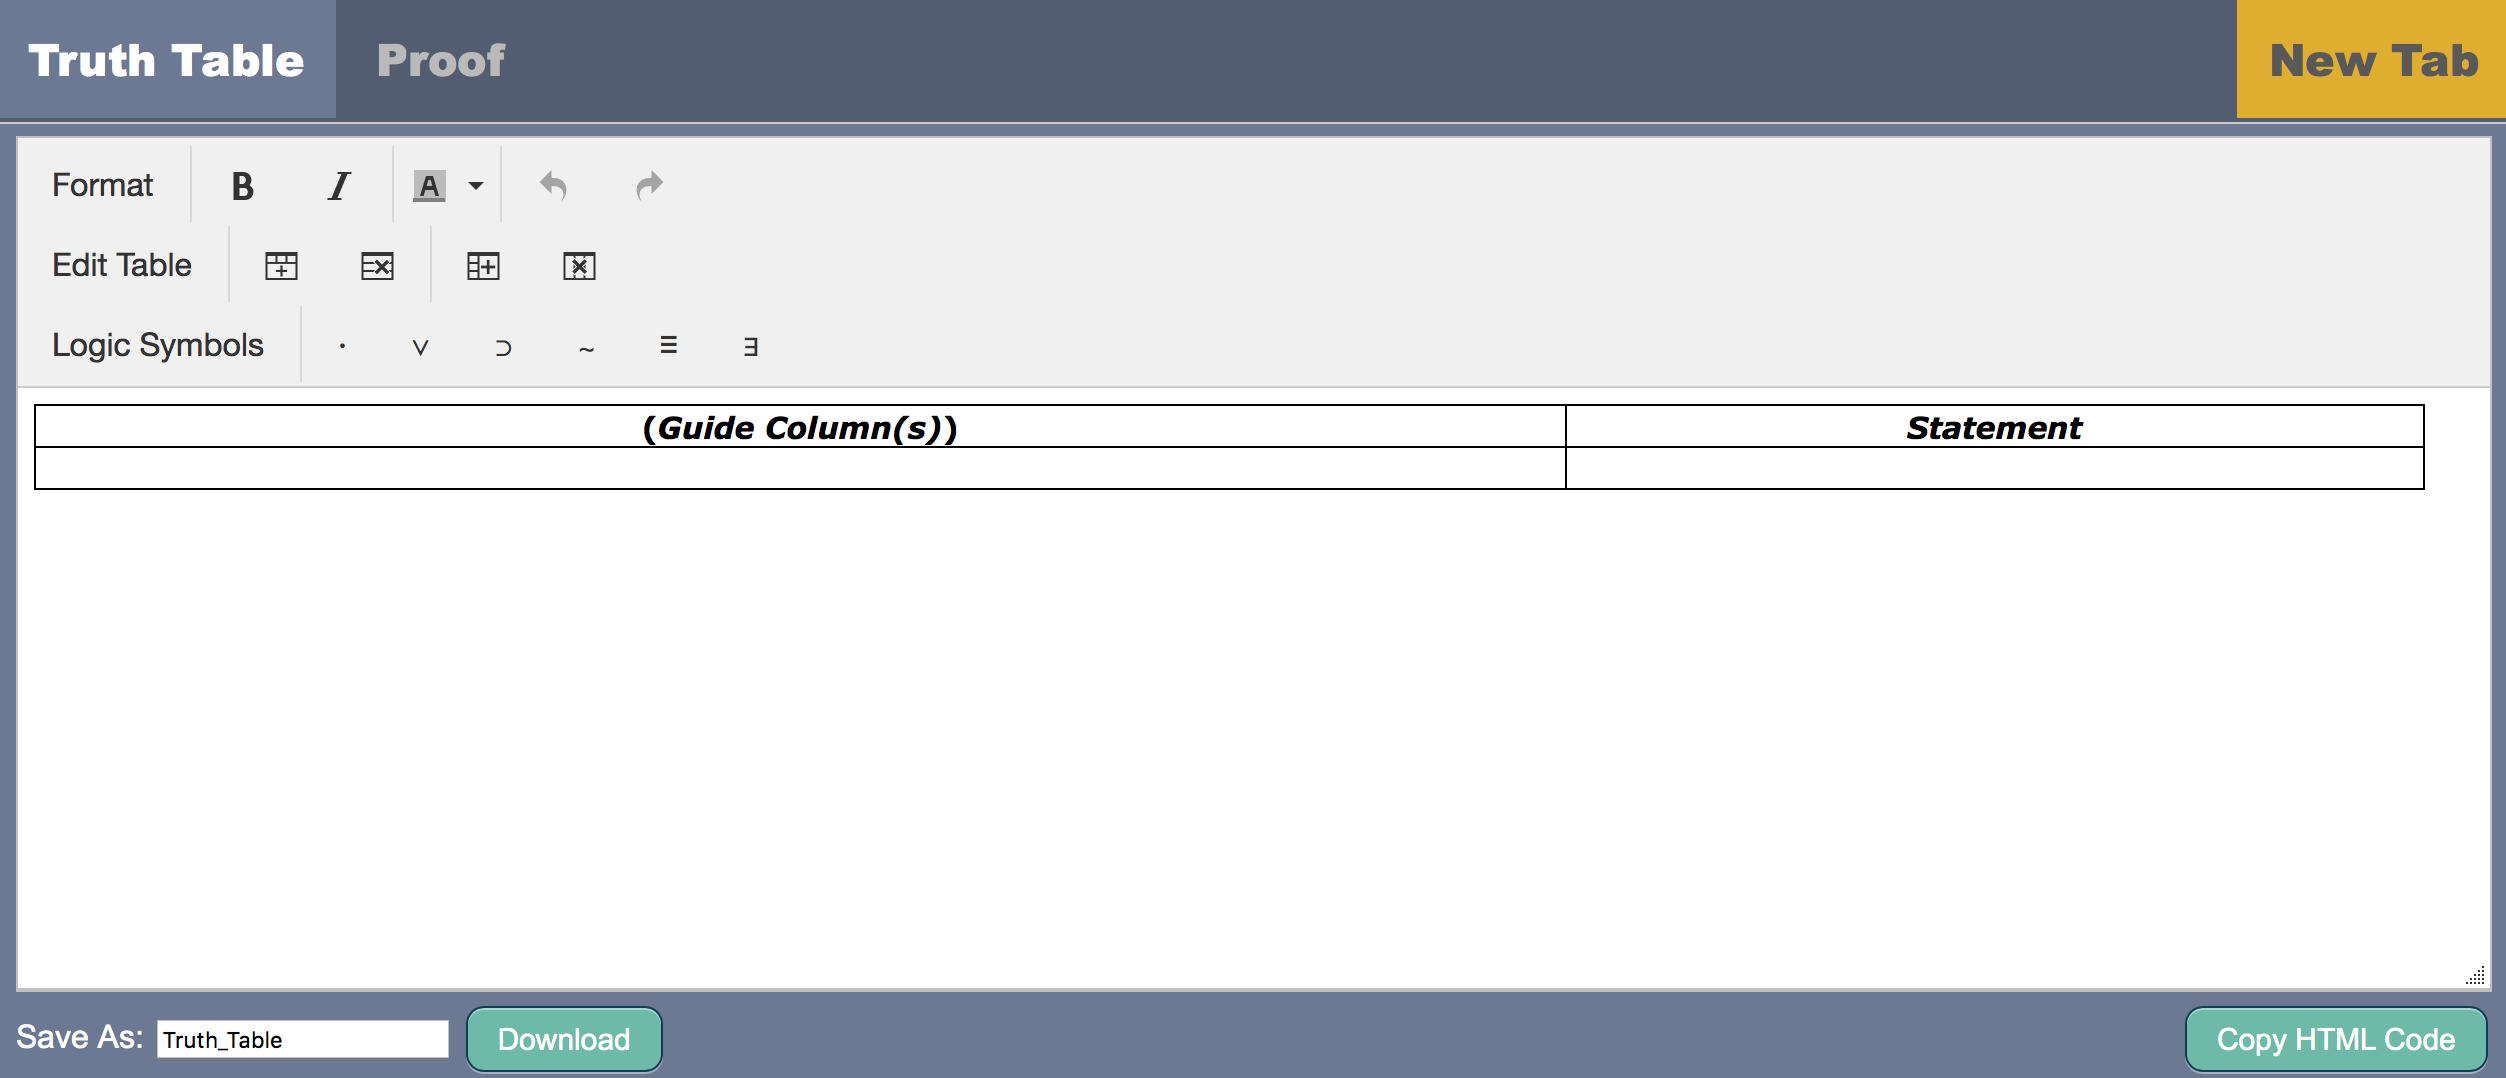 Truth Table Proof New Tab
Format B I A
Edit Table
Logic Symbols · ∨ ⊃ ~ ≡ ∃
(Guide Column(s)) Statement
Save As: Truth_Table Download Copy HTML Code